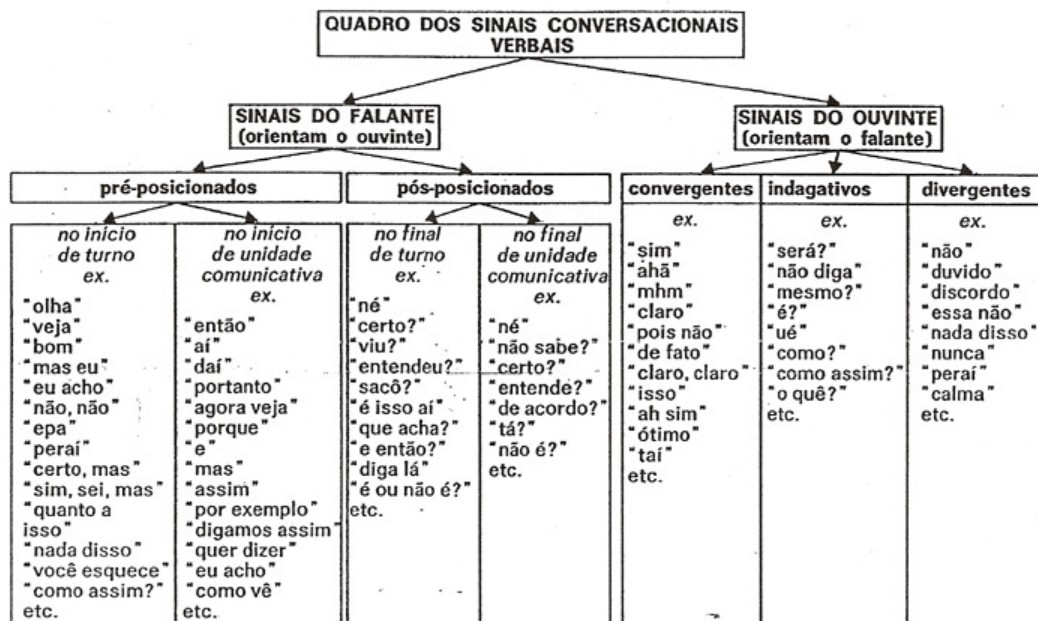 QUADRO DOS SINAIS CONVERSACIONAIS
VERBAIS
SINAIS DO FALANTE
(orientam o ouvinte)
SINAIS DO OUVINTE
(orientam o falante)
pré-posicionados
pós-posicionados
convergentes
indagativos
divergentes
no início
de turno
ex.
"olha"
"veja"
"bom"
"mas eu"
"eu acho"
"não, não"
"epa"
"peraí"
"certo, mas"
"sim, sei, mas"
"quanto a
isso"
"nada disso"
"você esquece"
"como assim?"
etc.
no início
de unidade
comunicativa
ex.
"então"
"aí"
"daí"
"portanto"
"agora veja"
"porque"
"e"
"mas"
"assim"
"por exemplo"
"digamos assim"
"quer dizer"
"eu acho"
"como vê"
etc.
no final
de turno
ex.
"né"
"certo?"
"viu?"
"entendeu?"
"sacô?"
"é isso aí"
"que acha?"
"e então?"
"diga lá"
"é ou não é?"
etc.
no final
de unidade
comunicativa
ex.
"né"
"não sabe?"
"certo?"
"entende?"
"de acordo?"
"tá?"
"não é?"
etc.
ex.
"sim"
"ahã"
"mhm"
"claro"
"pois não"
"de fato"
"claro, claro"
"isso"
"ah sim"
"ótimo"
"taí"
etc.
ex.
"será?"
"não diga"
"mesmo?"
"é?"
"ué"
"como?"
"como assim?"
"o quê?"
etc.
ex.
"não"
"duvido"
"discordo"
"essa não"
"nada disso"
"nunca"
"peraí"
"calma"
etc.